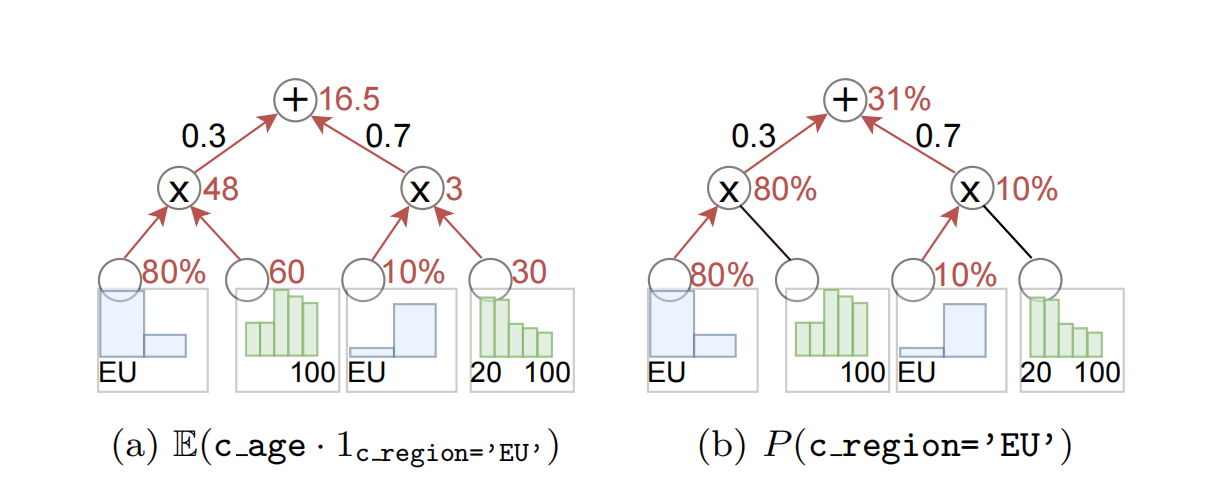 + 16.5
+ 31%
0.3 0.7
0.3 0.7
x 48
x 3
x 80%
x 10%
80%
60
10%
30
80%
10%
EU
100
EU
20 100
EU
100
EU
20 100
(a) 𝔼(c_age · 1c_region='EU')
(b) P(c_region='EU')